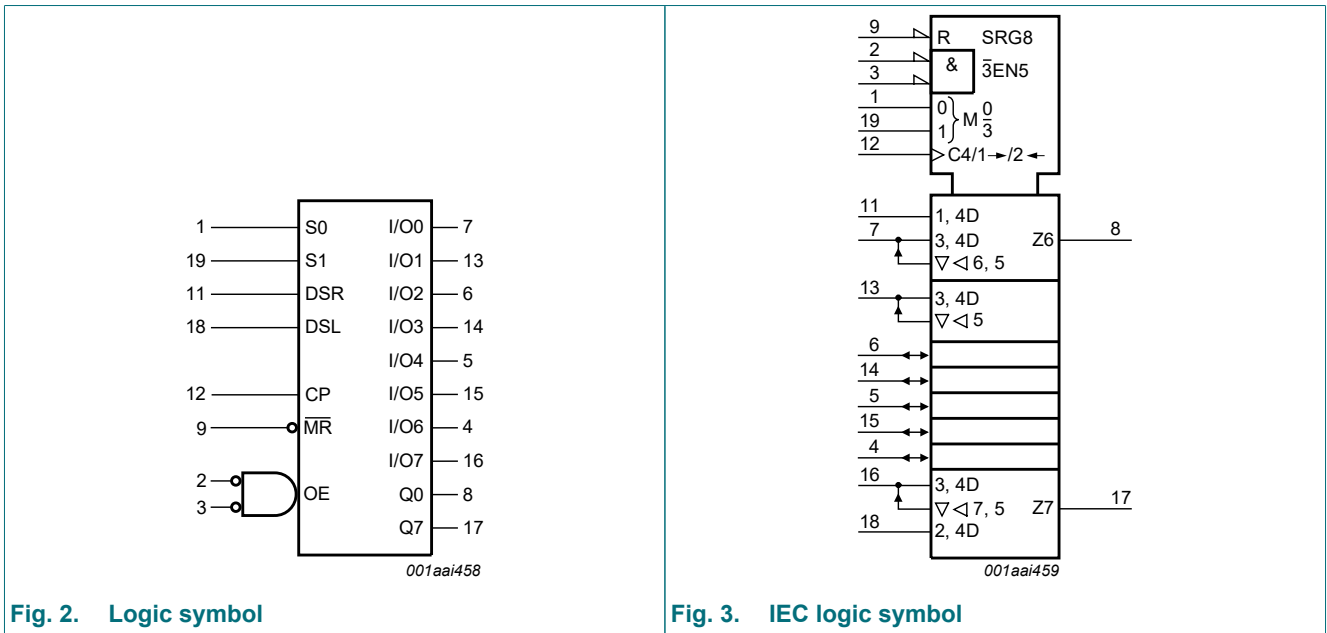 1 S0 I/O0 7
19 S1 I/O1 13
11 DSR I/O2 6
18 DSL I/O3 14
I/O4 5
12 CP I/O5 15
9 MR I/O6 4
I/O7 16
2
3 OE Q0 8
Q7 17
001aai458
Fig. 2. Logic symbol
9 R SRG8
2 & 3EN5
3
1 0 } M 0/3
19 1
12 C4/1→/2←
11 1, 4D
7 3, 4D Z6 8
▽ ◁ 6, 5
13 3, 4D
▽ ◁ 5
6
14
5
15
4
16 3, 4D
▽ ◁ 7, 5 Z7 17
18 2, 4D
001aai459
Fig. 3. IEC logic symbol